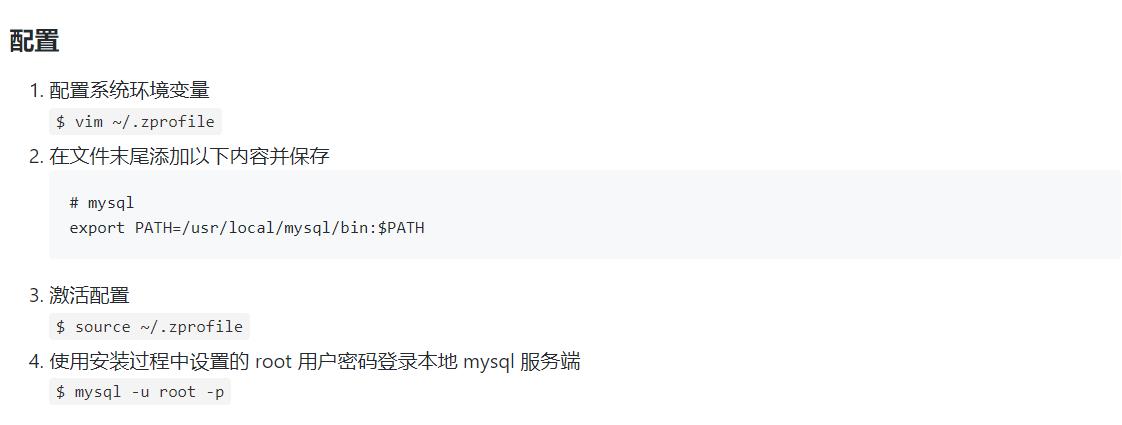 配置
1. 配置系统环境变量
$ vim ~/.zprofile
2. 在文件末尾添加以下内容并保存
# mysql
export PATH=/usr/local/mysql/bin:$PATH
3. 激活配置
$ source ~/.zprofile
4. 使用安装过程中设置的 root 用户密码登录本地 mysql 服务端
$ mysql -u root -p